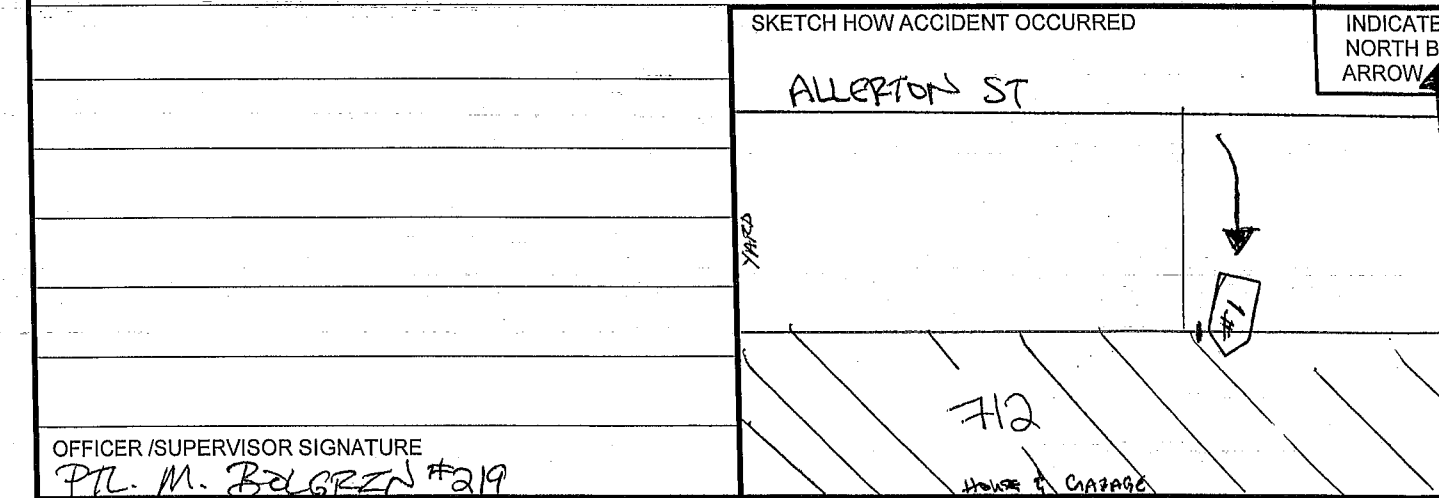 SKETCH HOW ACCIDENT OCCURRED
INDICATE
NORTH B
ARROW
ALLERTON ST
YARD
#1
712
HOUSE & GARAGE
OFFICER /SUPERVISOR SIGNATURE
PTL. M. BOLGREN #219